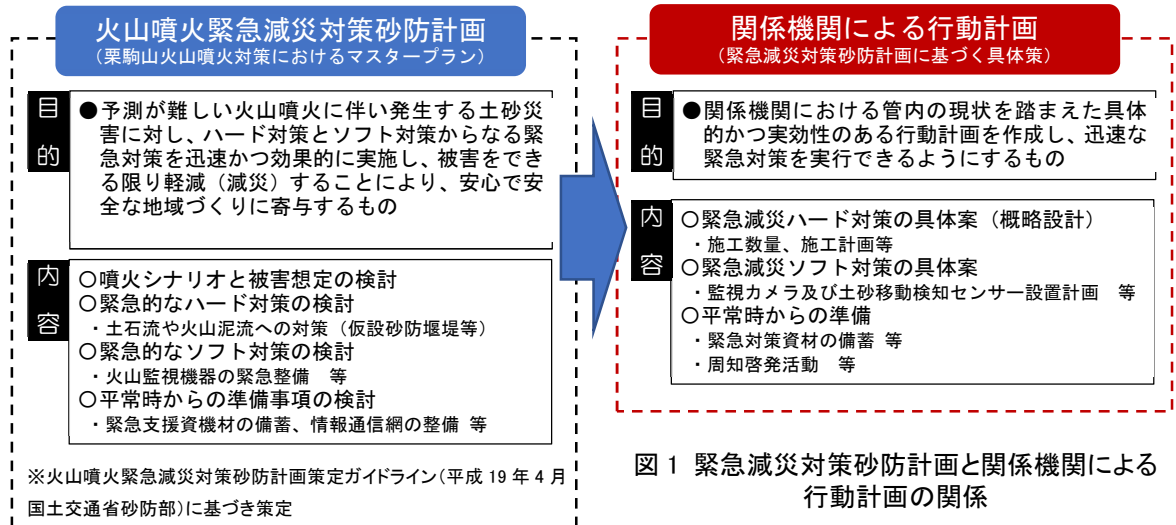 火山噴火緊急減災対策砂防計画
（栗駒山火山噴火対策におけるマスタープラン）
目的
●予測が難しい火山噴火に伴い発生する土砂災
害に対し、ハード対策とソフト対策からなる緊
急対策を迅速かつ効果的に実施し、被害をでき
る限り軽減（減災）することにより、安心で安
全な地域づくりに寄与するもの
内容
○噴火シナリオと被害想定の検討
○緊急的なハード対策の検討
・土石流や火山泥流への対策（仮設砂防堰堤等）
○緊急的なソフト対策の検討
・火山監視機器の緊急整備　等
○平常時からの準備事項の検討
・緊急支援資機材の備蓄、情報通信網の整備 等
※火山噴火緊急減災対策砂防計画策定ガイドライン（平成 19 年 4 月
国土交通省砂防部）に基づき策定
関係機関による行動計画
（緊急減災対策砂防計画に基づく具体策）
目的
●関係機関における管内の現状を踏まえた具体
的かつ実効性のある行動計画を作成し、迅速な
緊急対策を実行できるようにするもの
内容
○緊急減災ハード対策の具体案（概略設計）
・施工数量、施工計画等
○緊急減災ソフト対策の具体案
・監視カメラ及び土砂移動検知センサー設置計画　等
○平常時からの準備
・緊急対策資材の備蓄 等
・周知啓発活動　等
図 1 緊急減災対策砂防計画と関係機関による
行動計画の関係